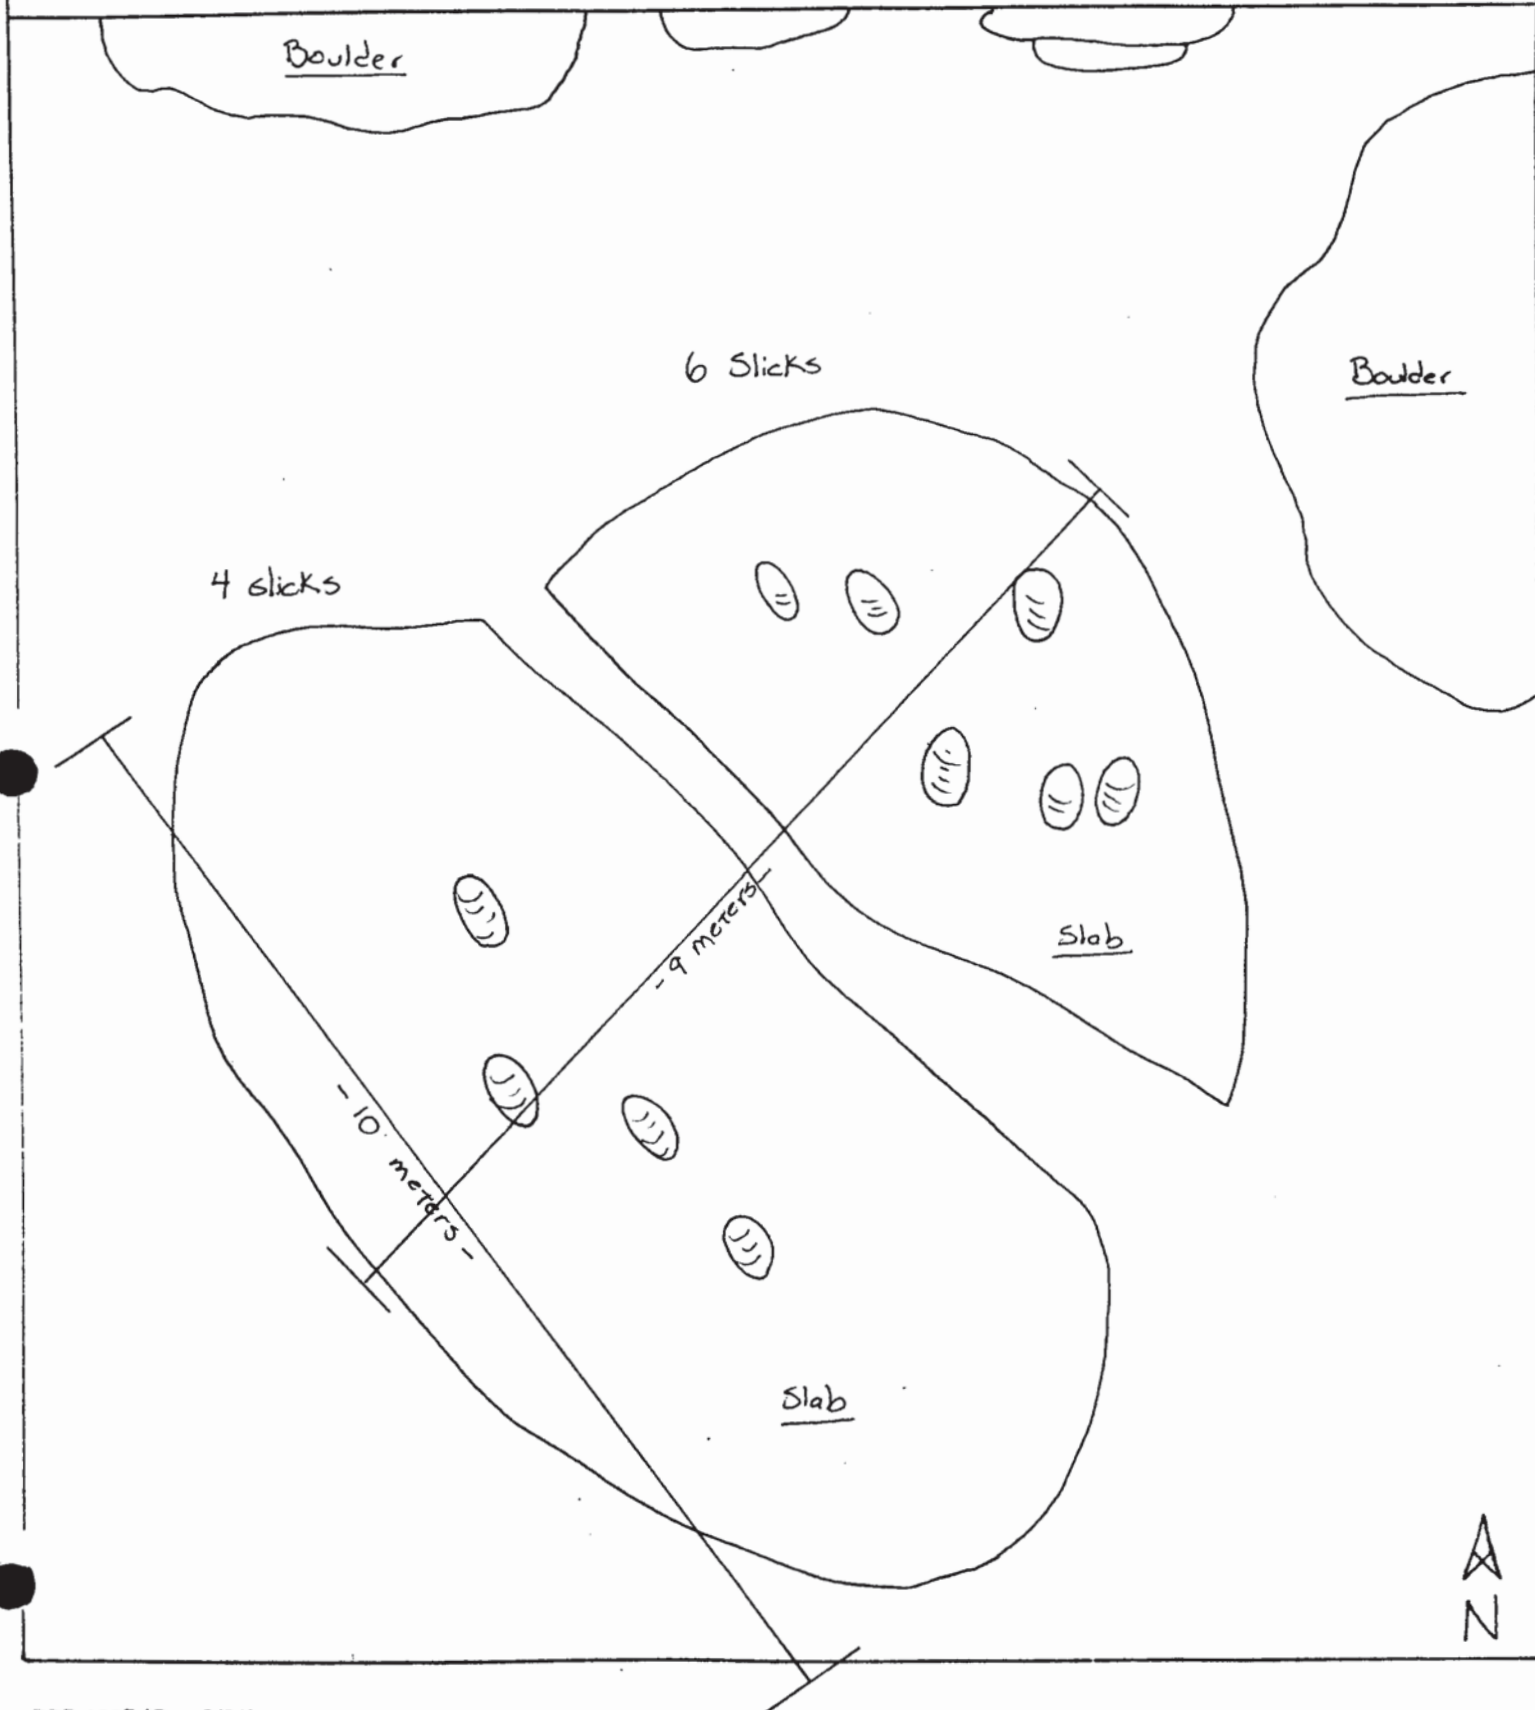 Boulder
6 Slicks
Boulder
4 slicks
Slab
- 9 meters -
- 10 meters -
Slab
N